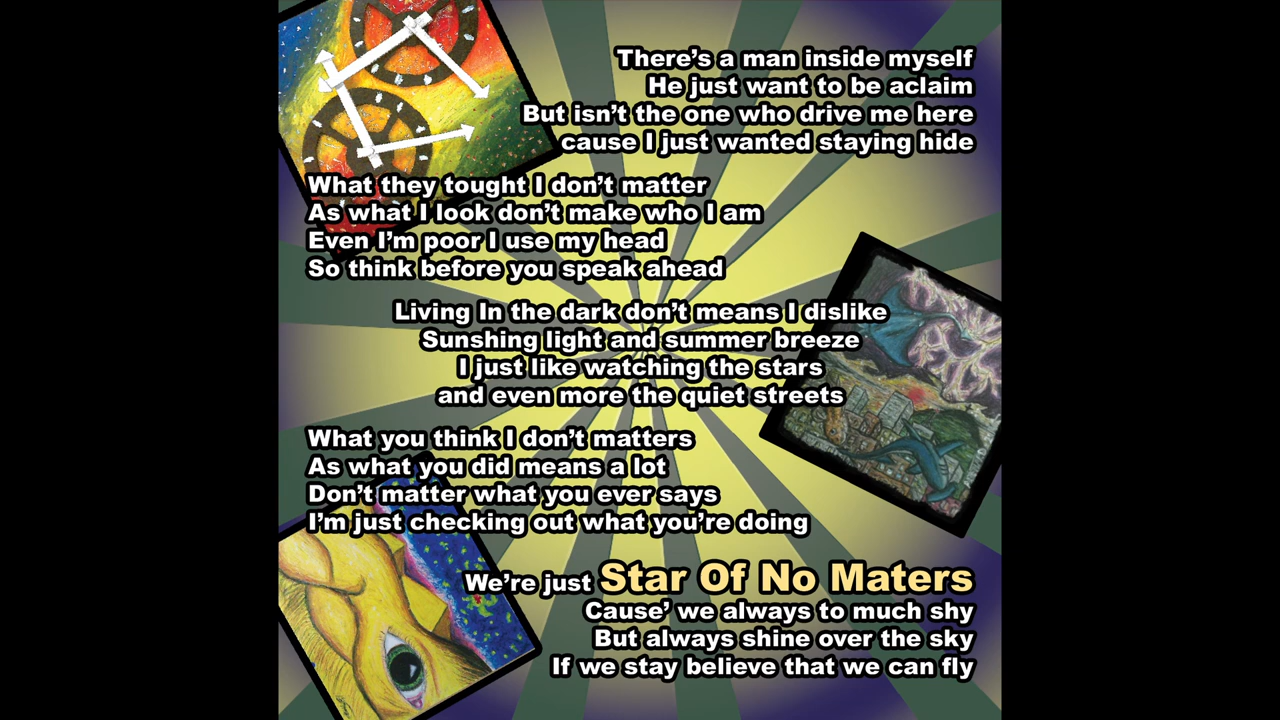 There's a man inside myself
He just want to be aclaim
But isn't the one who drive me here
cause I just wanted staying hide
What they tought I don't matter
As what I look don't make who I am
Even I'm poor I use my head
So think before you speak ahead
Living In the dark don't means I dislike
Sunshing light and summer breeze
I just like watching the stars
and even more the quiet streets
What you think I don't matters
As what you did means a lot
Don't matter what you ever says
I'm just checking out what you're doing
We're just Star Of No Maters
Cause' we always to much shy
But always shine over the sky
If we stay believe that we can fly